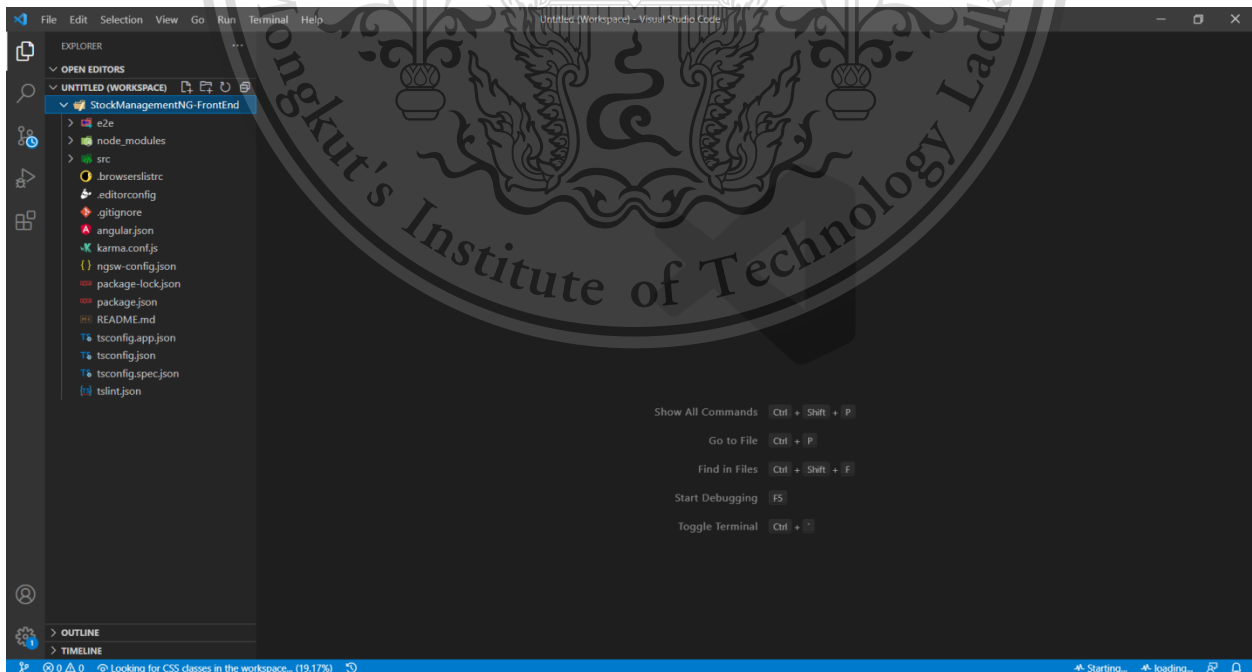 File Edit Selection View Go Run Terminal Help
Untitled (Workspace) - Visual Studio Code
EXPLORER
OPEN EDITORS
UNTITLED (WORKSPACE)
StockManagementNG-FrontEnd
e2e
node_modules
src
.browserslistrc
.editorconfig
.gitignore
angular.json
karma.conf.js
ngsw-config.json
package-lock.json
package.json
README.md
tsconfig.app.json
tsconfig.json
tsconfig.spec.json
tslint.json
OUTLINE
TIMELINE
Institute of Technology
Show All Commands Ctrl + Shift + P
Go to File Ctrl + P
Find in Files Ctrl + Shift + F
Start Debugging F5
Toggle Terminal Ctrl + `
1
0 0 Looking for CSS classes in the workspace... (19.17%)
Starting... loading...